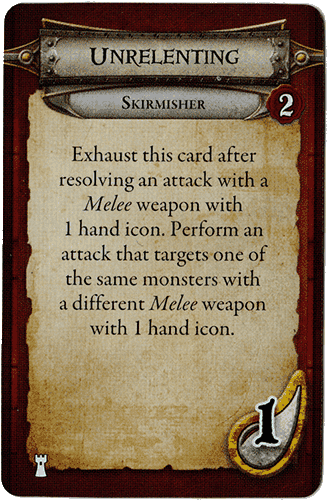 UNRELENTING
SKIRMISHER
2
Exhaust this card after
resolving an attack with a
Melee weapon with
1 hand icon. Perform an
attack that targets one of
the same monsters with
a different Melee weapon
with 1 hand icon.
1